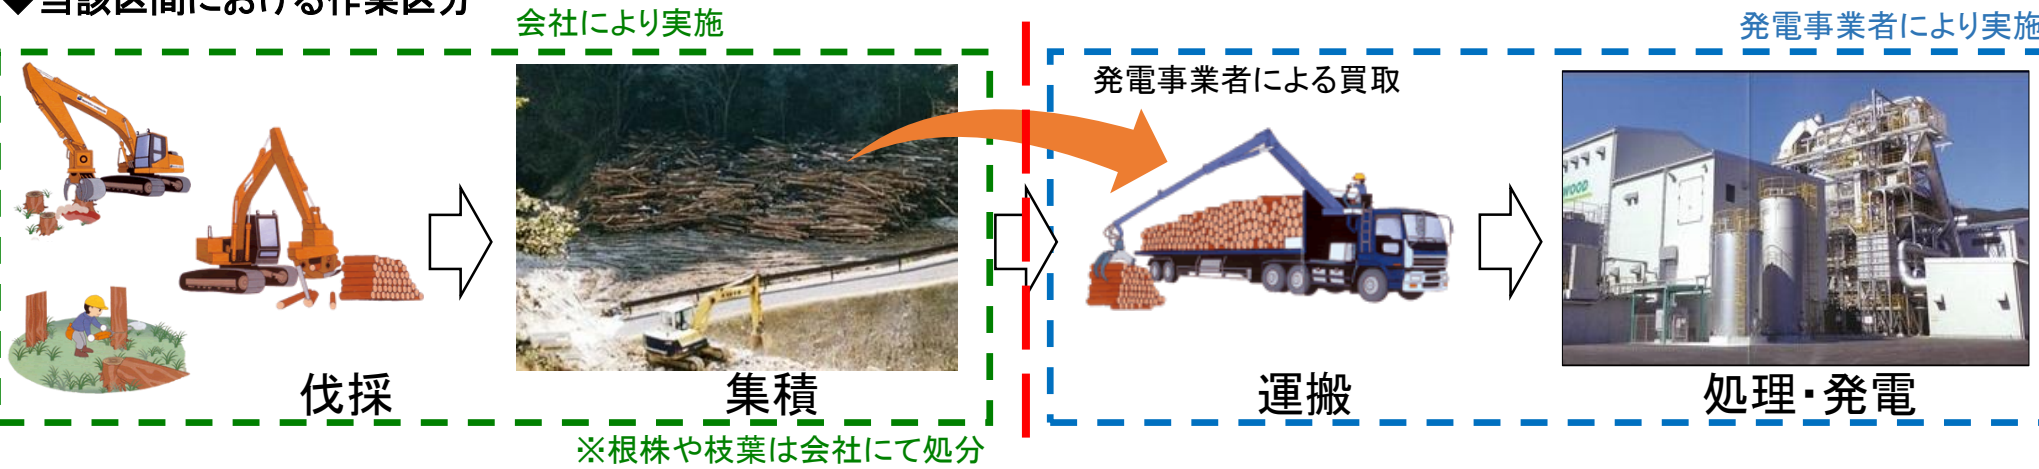 ◆当該区間における作業区分
会社により実施
発電事業者により実施
発電事業者による買取
WOOD
伐採
集積
運搬
処理・発電
※根株や枝葉は会社にて処分